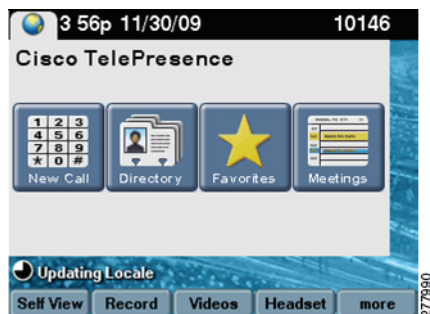 3 56p 11/30/09 10146
Cisco TelePresence
1 2 3
4 5 6
7 8 9
* 0 #
New Call Directory Favorites Meetings
Updating Locale
Self View Record Videos Headset more
277990